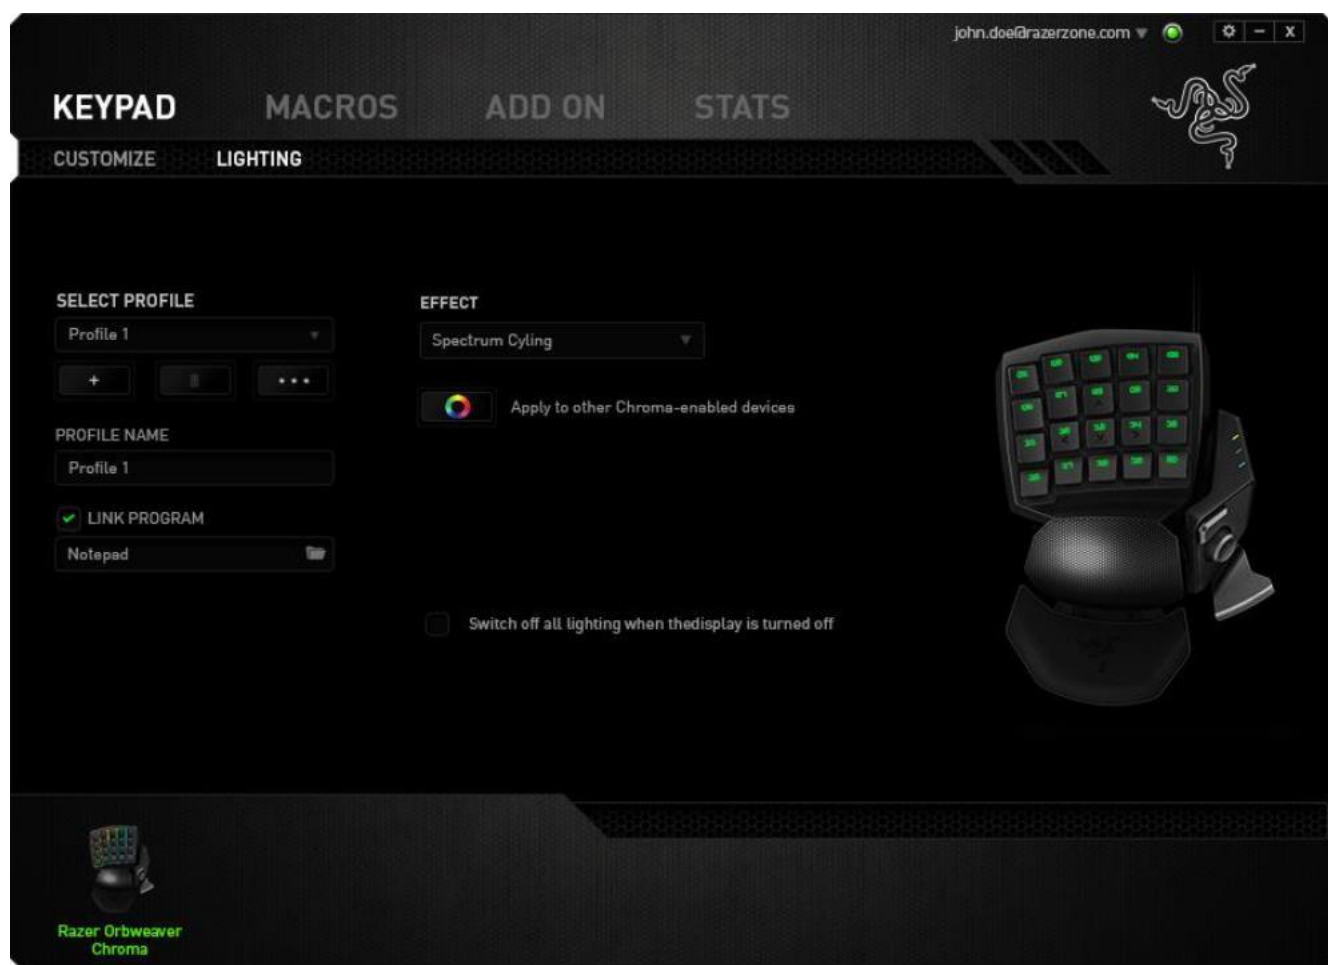 john.doe@razerzone.com
KEYPAD MACROS ADD ON STATS
CUSTOMIZE LIGHTING
SELECT PROFILE
Profile 1
+
PROFILE NAME
Profile 1
LINK PROGRAM
Notepad
EFFECT
Spectrum Cyling
Apply to other Chroma-enabled devices
Switch off all lighting when thedisplay is turned off
Razer Orbweaver
Chroma